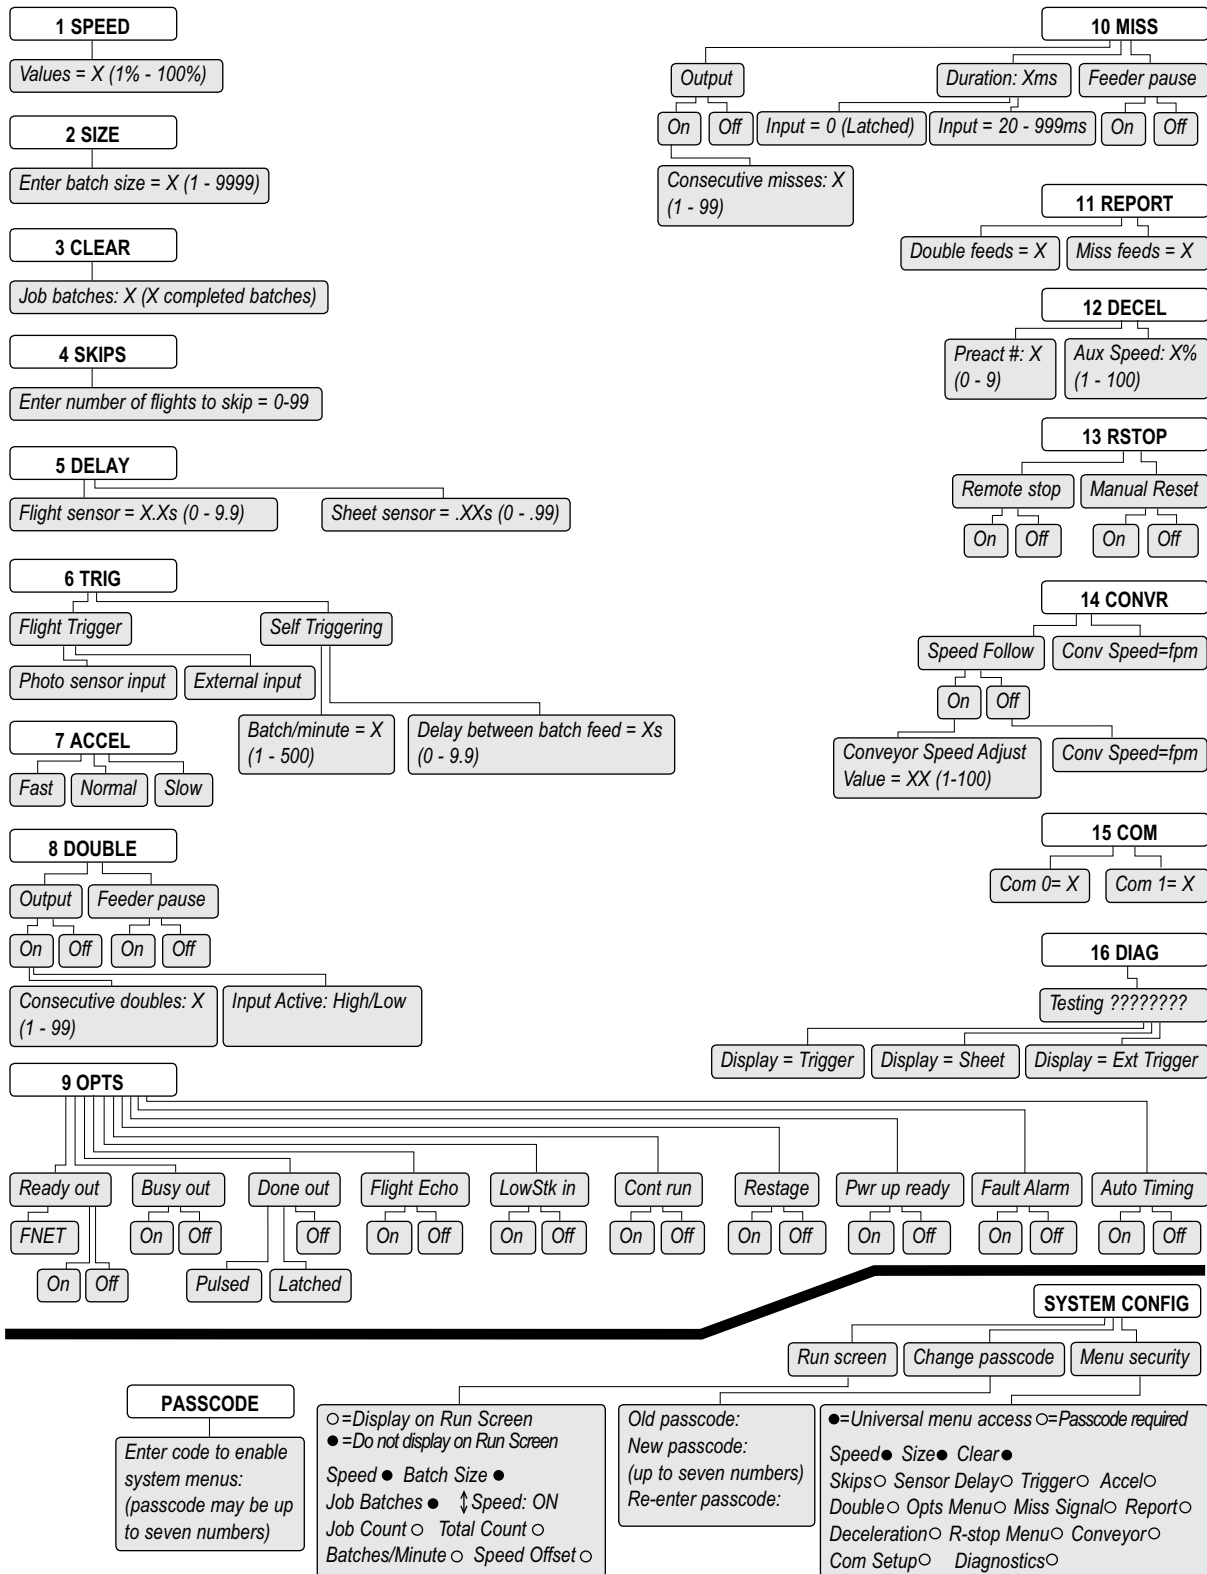 1 SPEED
Values = X (1% - 100%)
2 SIZE
Enter batch size = X (1 - 9999)
3 CLEAR
Job batches: X (X completed batches)
4 SKIPS
Enter number of flights to skip = 0-99
5 DELAY
Flight sensor = X.Xs (0 - 9.9)
Sheet sensor = .XXs (0 - .99)
6 TRIG
Flight Trigger
Self Triggering
Photo sensor input
External input
Batch/minute = X
(1 - 500)
Delay between batch feed = Xs
(0 - 9.9)
7 ACCEL
Fast
Normal
Slow
8 DOUBLE
Output
Feeder pause
On
Off
On
Off
Consecutive doubles: X
(1 - 99)
Input Active: High/Low
9 OPTS
Ready out
Busy out
Done out
Flight Echo
LowStk in
Cont run
Restage
Pwr up ready
Fault Alarm
Auto Timing
FNET
On
Off
Off
On
Off
On
Off
On
Off
On
Off
On
Off
On
Off
On
Off
On
Off
Pulsed
Latched
10 MISS
Output
Duration: Xms
Feeder pause
On
Off
Input = 0 (Latched)
Input = 20 - 999ms
On
Off
Consecutive misses: X
(1 - 99)
11 REPORT
Double feeds = X
Miss feeds = X
12 DECEL
Preact #: X
(0 - 9)
Aux Speed: X%
(1 - 100)
13 RSTOP
Remote stop
Manual Reset
On
Off
On
Off
14 CONVR
Speed Follow
Conv Speed=fpm
On
Off
Conveyor Speed Adjust
Value = XX (1-100)
Conv Speed=fpm
15 COM
Com 0= X
Com 1= X
16 DIAG
Testing ????????
Display = Trigger
Display = Sheet
Display = Ext Trigger
SYSTEM CONFIG
Run screen
Change passcode
Menu security
PASSCODE
Enter code to enable
system menus:
(passcode may be up
to seven numbers)
○=Display on Run Screen
●=Do not display on Run Screen
Speed ● Batch Size ●
Job Batches ● ↕Speed: ON
Job Count ○ Total Count ○
Batches/Minute ○ Speed Offset ○
Old passcode:
New passcode:
(up to seven numbers)
Re-enter passcode:
●=Universal menu access ○=Passcode required
Speed● Size● Clear●
Skips○ Sensor Delay○ Trigger○ Accel○
Double○ Opts Menu○ Miss Signal○ Report○
Deceleration○ R-stop Menu○ Conveyor○
Com Setup○ Diagnostics○